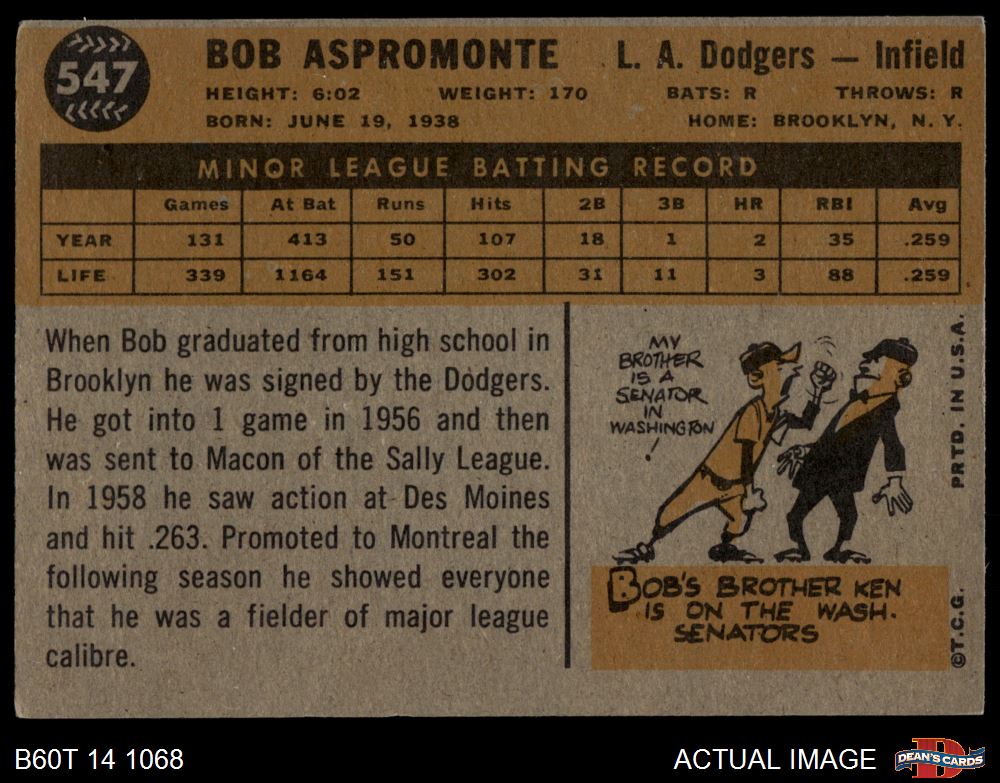 547
BOB ASPROMONTE L. A. Dodgers — Infield
HEIGHT: 6:02 WEIGHT: 170 BATS: R THROWS: R
BORN: JUNE 19, 1938 HOME: BROOKLYN, N. Y.
MINOR LEAGUE BATTING RECORD
Games At Bat Runs Hits 2B 3B HR RBI Avg
YEAR 131 413 50 107 18 1 2 35 .259
LIFE 339 1164 151 302 31 11 3 88 .259
When Bob graduated from high school in
Brooklyn he was signed by the Dodgers.
He got into 1 game in 1956 and then
was sent to Macon of the Sally League.
In 1958 he saw action at Des Moines
and hit .263. Promoted to Montreal the
following season he showed everyone
that he was a fielder of major league
calibre.
MY
BROTHER
IS A
SENATOR
IN
WASHINGTON
!
BOB'S BROTHER KEN
IS ON THE WASH.
SENATORS
PRTD. IN U.S.A.
©T.C.G.
B60T 14 1068
ACTUAL IMAGE
D
DEAN'S CARDS